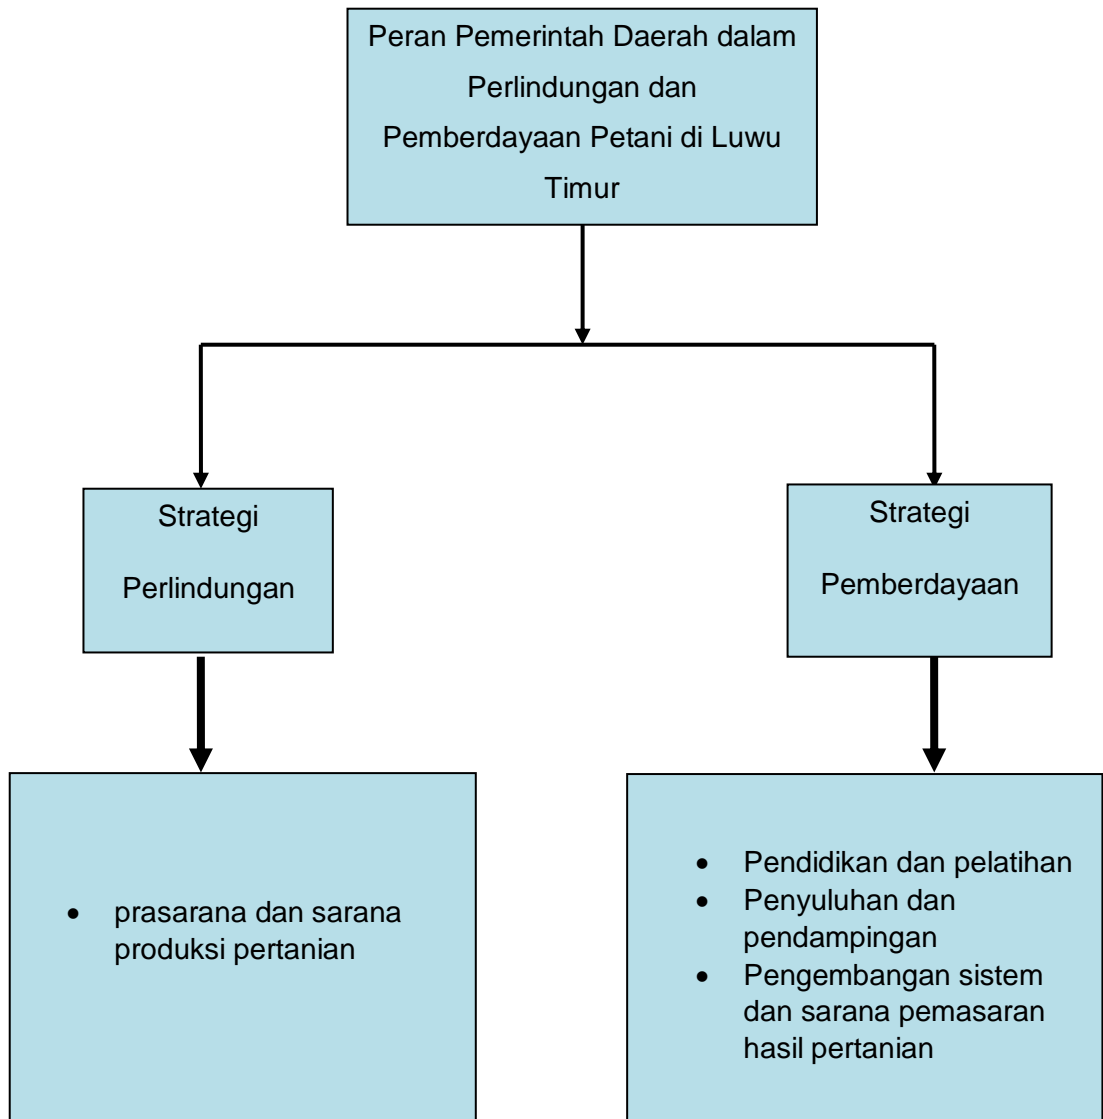 Peran Pemerintah Daerah dalam
Perlindungan dan
Pemberdayaan Petani di Luwu
Timur
Strategi
Perlindungan
Strategi
Pemberdayaan
• prasarana dan sarana
produksi pertanian
• Pendidikan dan pelatihan
• Penyuluhan dan
pendampingan
• Pengembangan sistem
dan sarana pemasaran
hasil pertanian